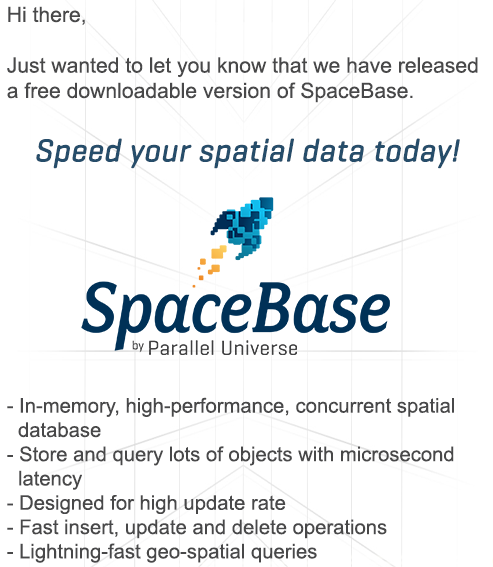 Hi there,
Just wanted to let you know that we have released
a free downloadable version of SpaceBase.
Speed your spatial data today!
SpaceBase
by Parallel Universe
- In-memory, high-performance, concurrent spatial
database
- Store and query lots of objects with microsecond
latency
- Designed for high update rate
- Fast insert, update and delete operations
- Lightning-fast geo-spatial queries